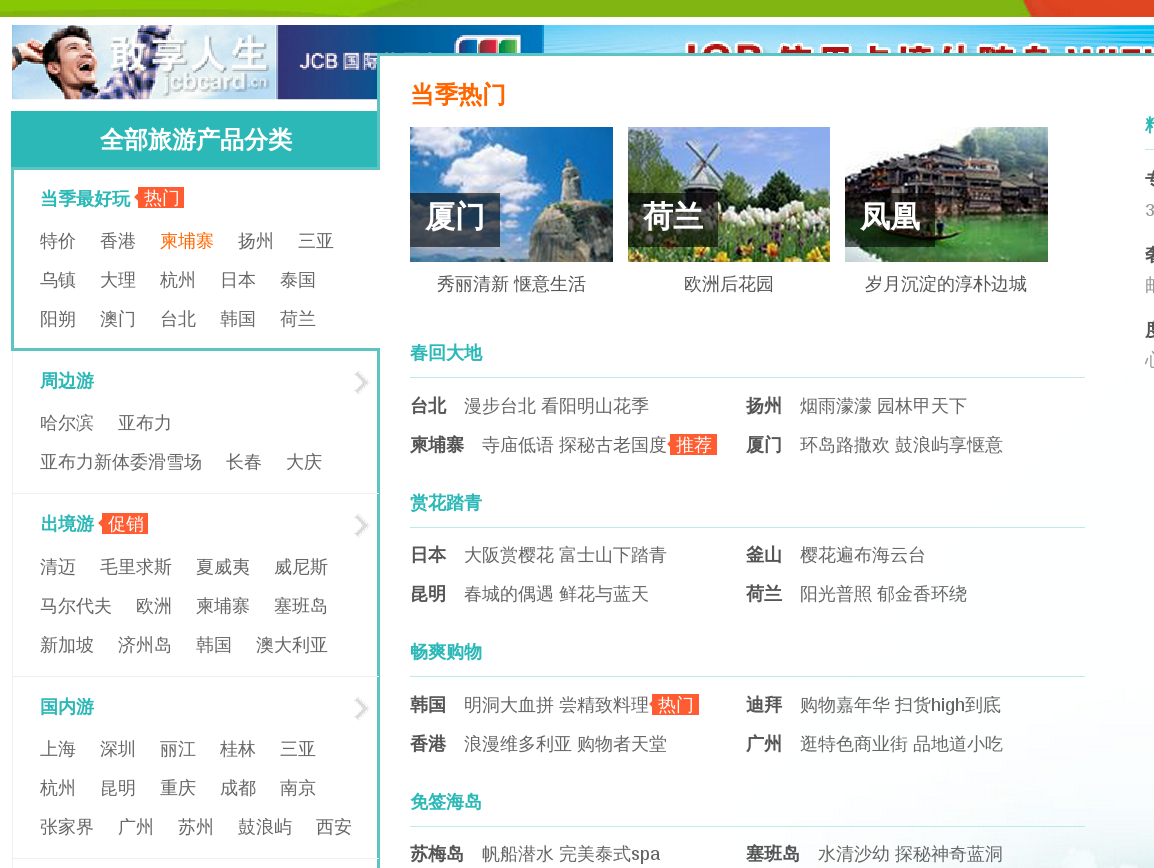 敢享人生
jcbcard.cn
JCB 国际
全部旅游产品分类
当季最好玩 热门
特价 香港 柬埔寨 扬州 三亚
乌镇 大理 杭州 日本 泰国
阳朔 澳门 台北 韩国 荷兰
周边游
哈尔滨 亚布力
亚布力新体委滑雪场 长春 大庆
出境游 促销
清迈 毛里求斯 夏威夷 威尼斯
马尔代夫 欧洲 柬埔寨 塞班岛
新加坡 济州岛 韩国 澳大利亚
国内游
上海 深圳 丽江 桂林 三亚
杭州 昆明 重庆 成都 南京
张家界 广州 苏州 鼓浪屿 西安
当季热门
厦门 荷兰 凤凰
秀丽清新 惬意生活 欧洲后花园 岁月沉淀的淳朴边城
春回大地
台北 漫步台北 看阳明山花季 扬州 烟雨濛濛 园林甲天下
柬埔寨 寺庙低语 探秘古老国度 推荐 厦门 环岛路撒欢 鼓浪屿享惬意
赏花踏青
日本 大阪赏樱花 富士山下踏青 釜山 樱花遍布海云台
昆明 春城的偶遇 鲜花与蓝天 荷兰 阳光普照 郁金香环绕
畅爽购物
韩国 明洞大血拼 尝精致料理 热门 迪拜 购物嘉年华 扫货high到底
香港 浪漫维多利亚 购物者天堂 广州 逛特色商业街 品地道小吃
免签海岛
苏梅岛 帆船潜水 完美泰式spa 塞班岛 水清沙幼 探秘神奇蓝洞